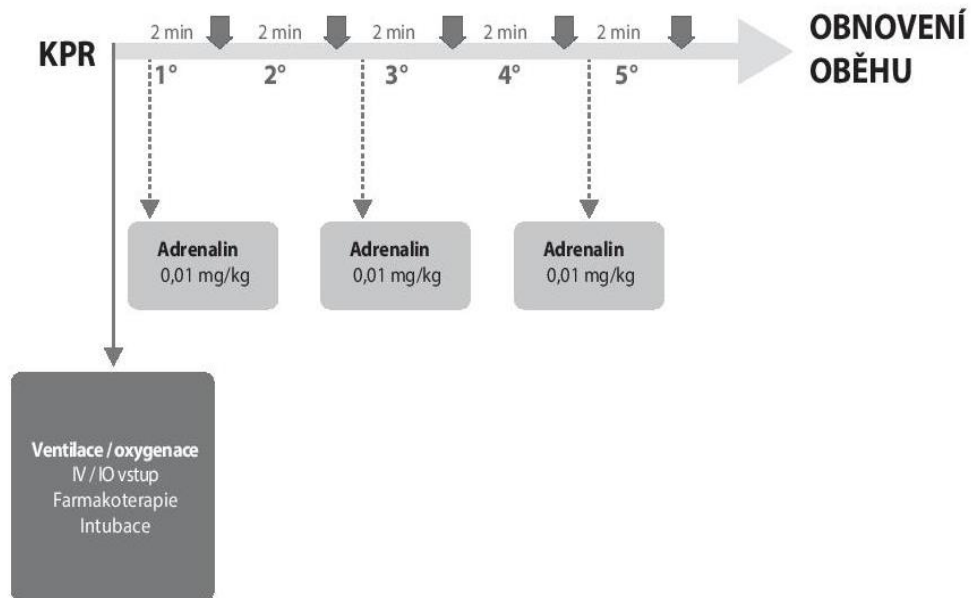 KPR
2 min
2 min
2 min
2 min
2 min
1°
2°
3°
4°
5°
OBNOVENÍ
OBĚHU
Adrenalin
0,01 mg/kg
Adrenalin
0,01 mg/kg
Adrenalin
0,01 mg/kg
Ventilace / oxygenace
IV / IO vstup
Farmakoterapie
Intubace